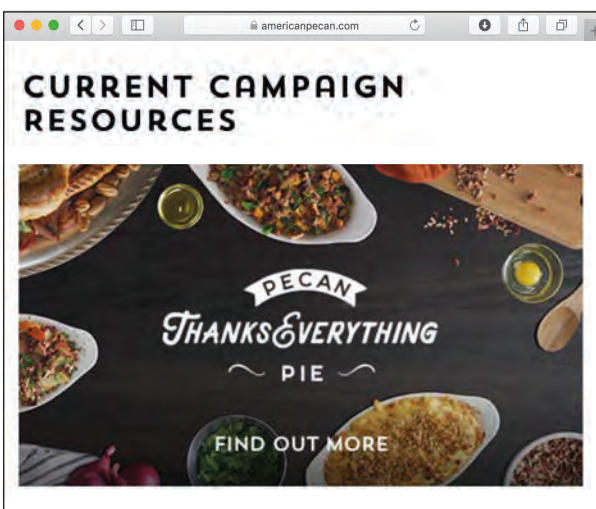 americanpecan.com
CURRENT CAMPAIGN
RESOURCES
PECAN
THANKSEVERYTHING
PIE
FIND OUT MORE